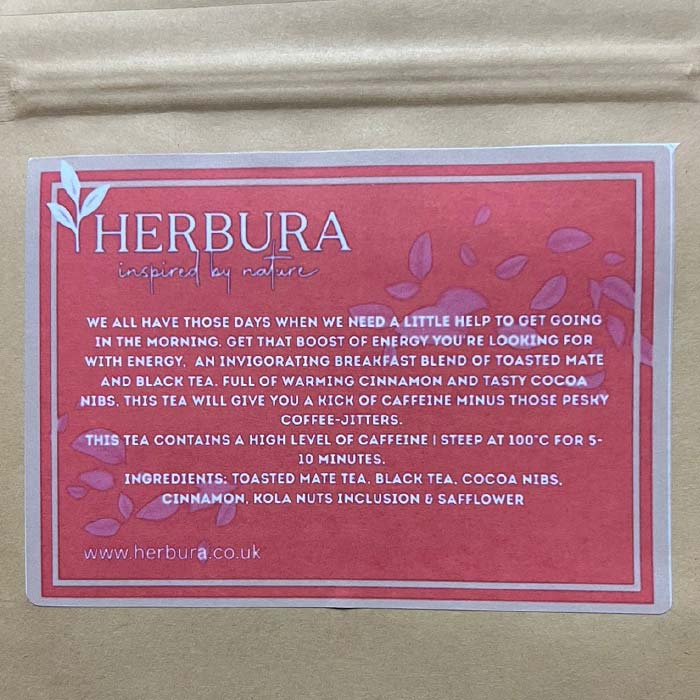 HERBURA
inspired by nature
WE ALL HAVE THOSE DAYS WHEN WE NEED A LITTLE HELP TO GET GOING
IN THE MORNING. GET THAT BOOST OF ENERGY YOU'RE LOOKING FOR
WITH ENERGY, AN INVIGORATING BREAKFAST BLEND OF TOASTED MATE
AND BLACK TEA. FULL OF WARMING CINNAMON AND TASTY COCOA
NIBS, THIS TEA WILL GIVE YOU A KICK OF CAFFEINE MINUS THOSE PESKY
COFFEE-JITTERS.
THIS TEA CONTAINS A HIGH LEVEL OF CAFFEINE | STEEP AT 100°C FOR 5-
10 MINUTES.
INGREDIENTS: TOASTED MATE TEA, BLACK TEA, COCOA NIBS,
CINNAMON, KOLA NUTS INCLUSION & SAFFLOWER
www.herbura.co.uk